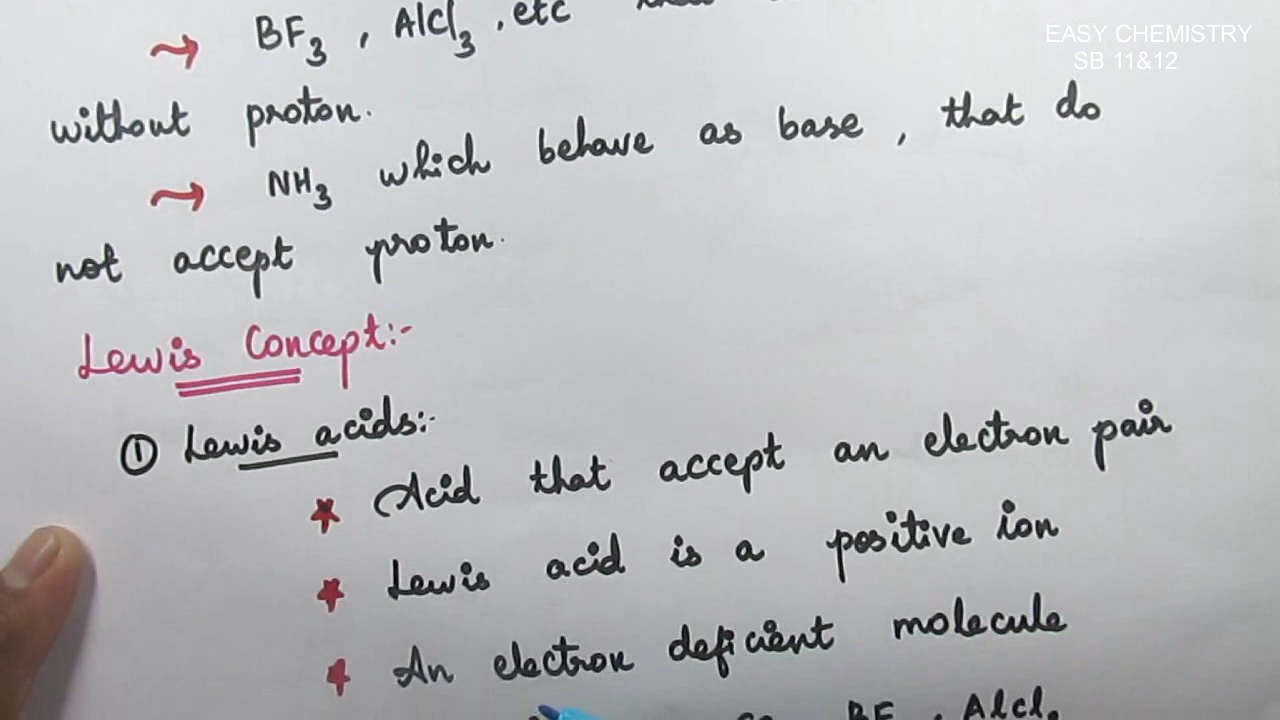 BF₃ , AlCl₃ , etc
EASY CHEMISTRY
SB 11&12
without proton.
NH₃ which behave as base , that do
not accept proton.
Lewis Concept:-
① Lewis acids:-
Acid that accept an electron pair
Lewis acid is a positive ion
An electron deficient molecule
BF , AlCl₃